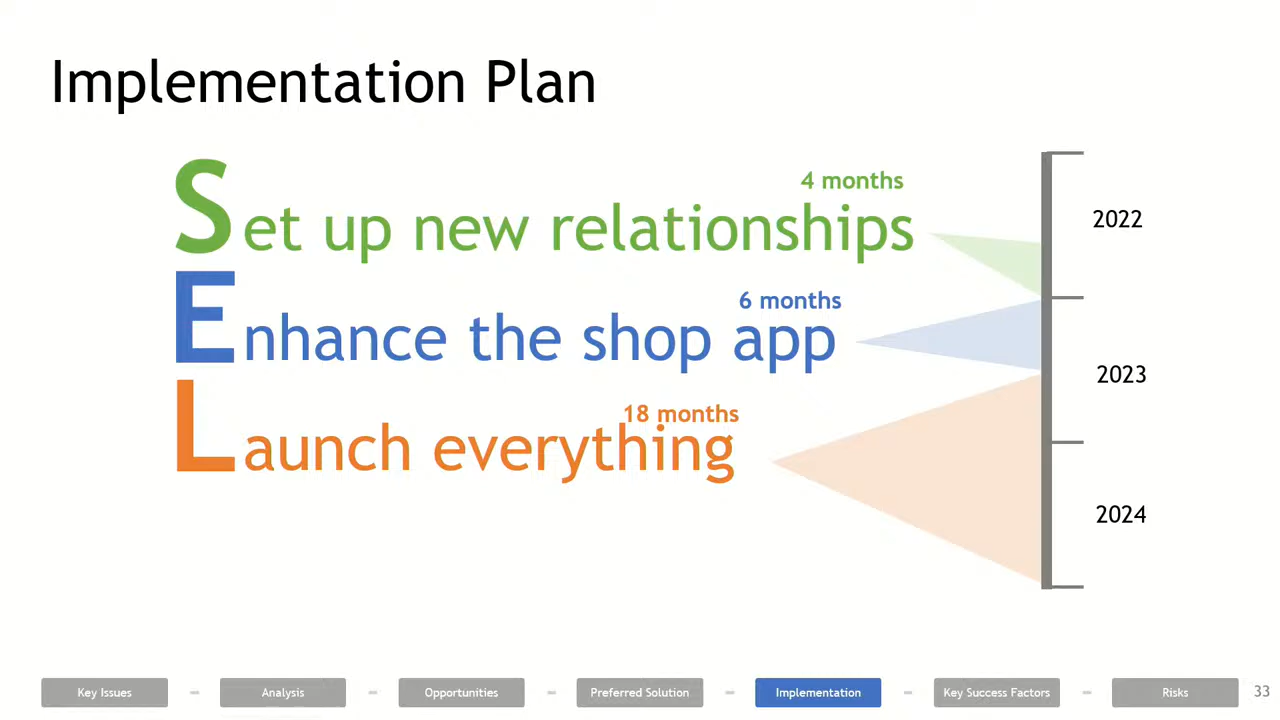 Implementation Plan
4 months
Set up new relationships
2022
6 months
Enhance the shop app
2023
18 months
Launch everything
2024
Key Issues - Analysis - Opportunities - Preferred Solution - Implementation - Key Success Factors - Risks 33